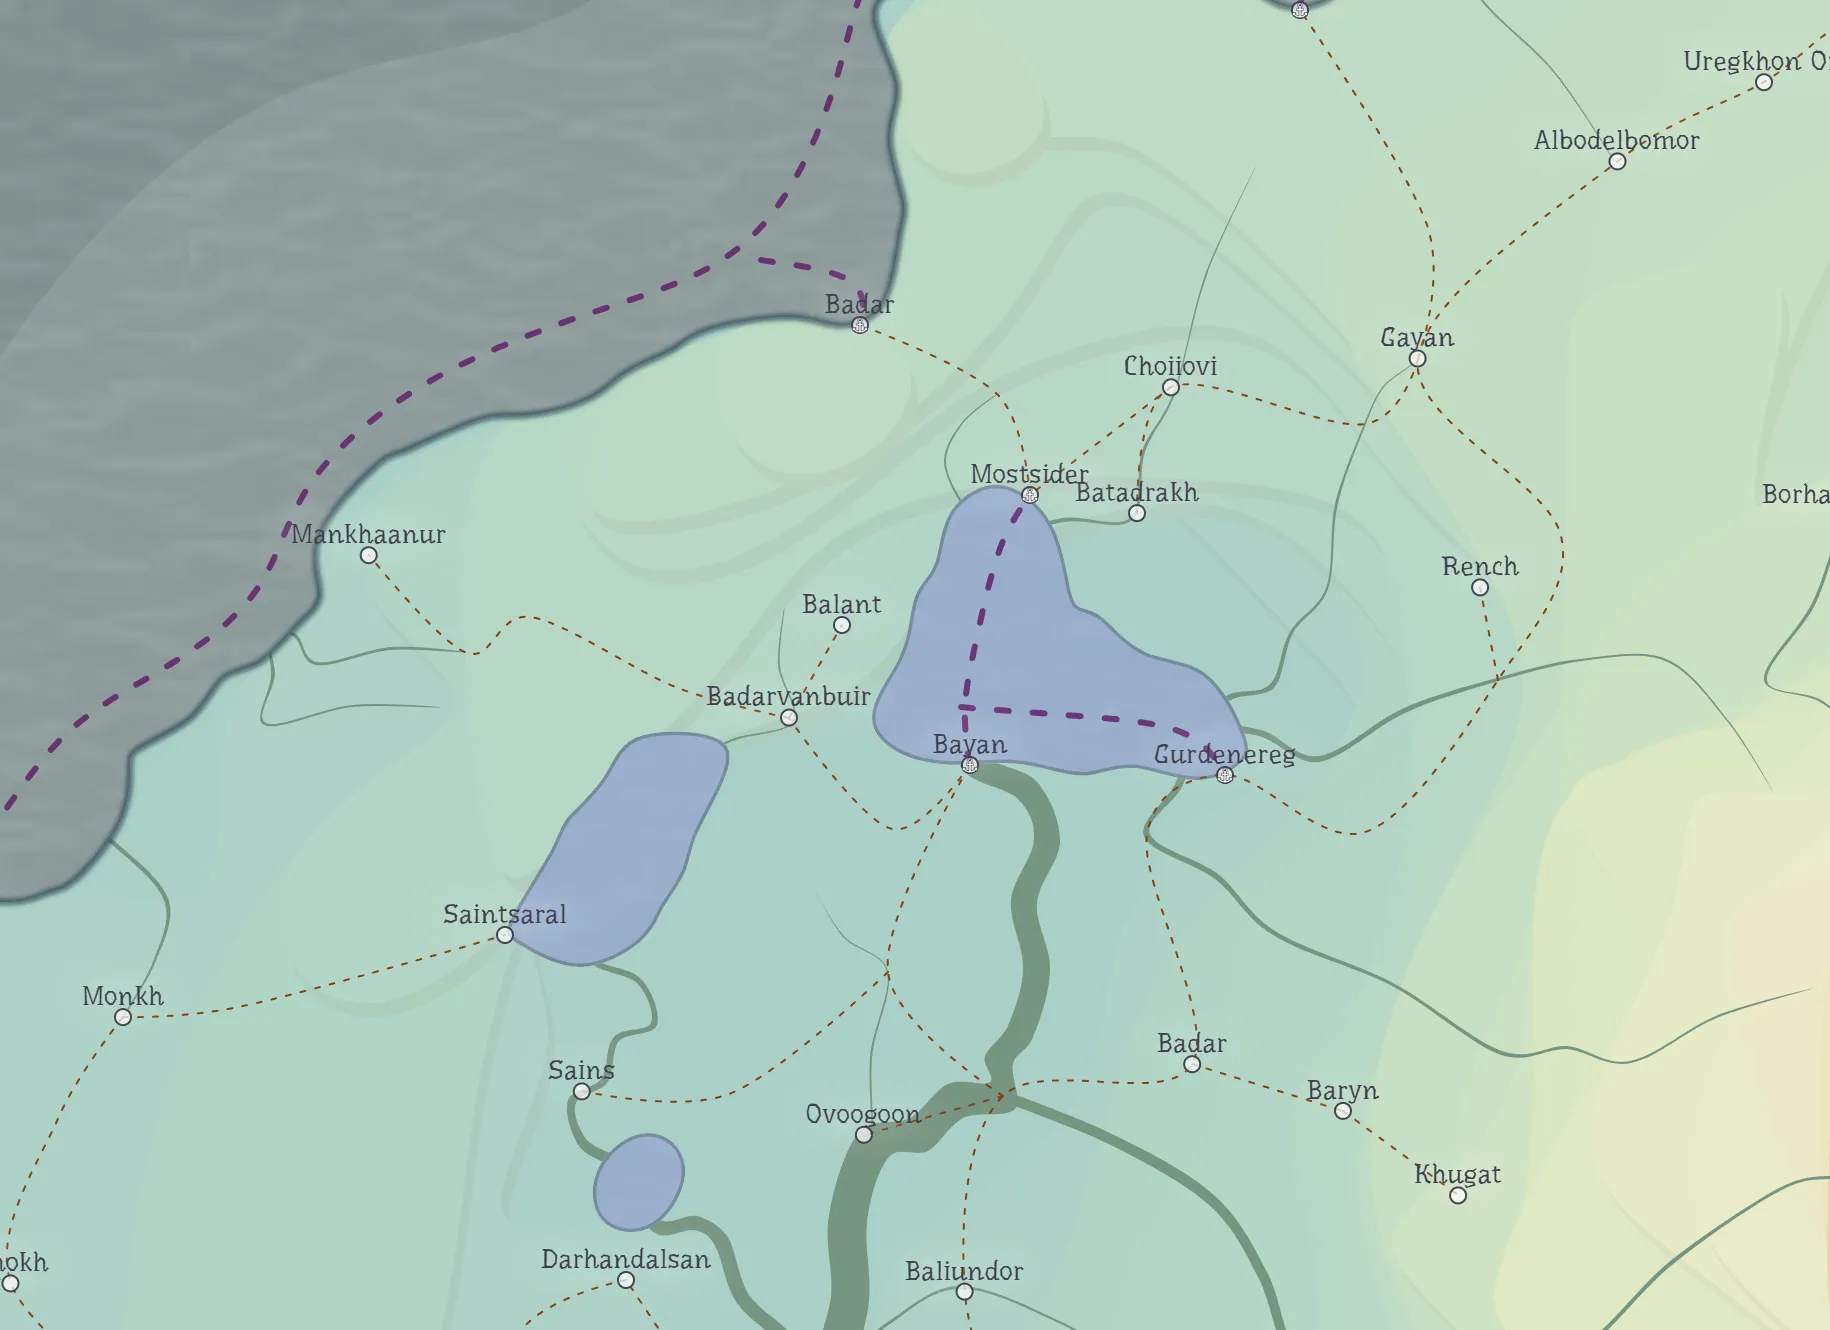 Uregkhon O
Albodelbomor
Badar
Gayan
Choiiovi
Mostsider
Batadrakh
Borha
Mankhaanur
Rench
Balant
Badarvanbuir
Bayan
Gurdenereg
Saintsaral
Monkh
Badar
Sains
Baryn
Ovoogoon
Khugat
okh
Darhandalsan
Baliundor